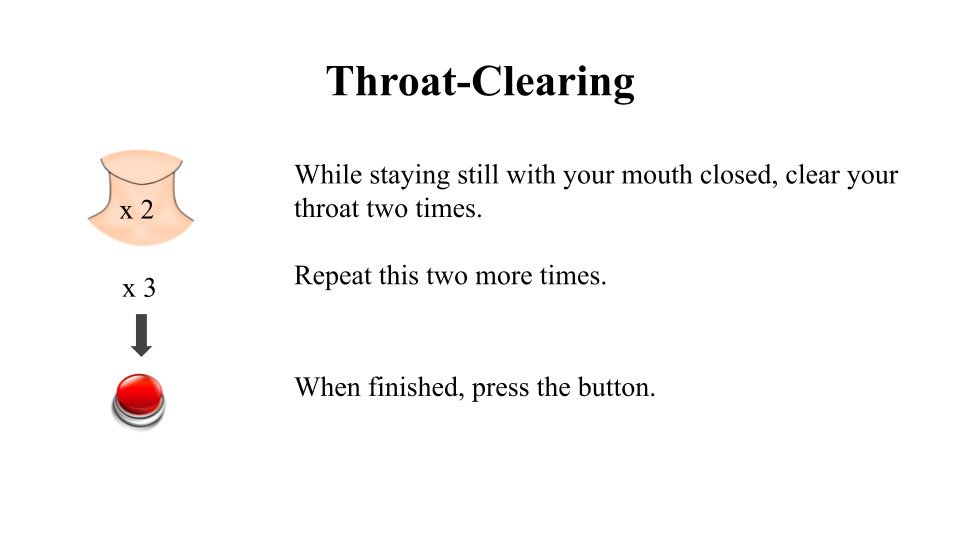 Throat-Clearing
x 2
While staying still with your mouth closed, clear your
throat two times.
x 3
Repeat this two more times.
When finished, press the button.